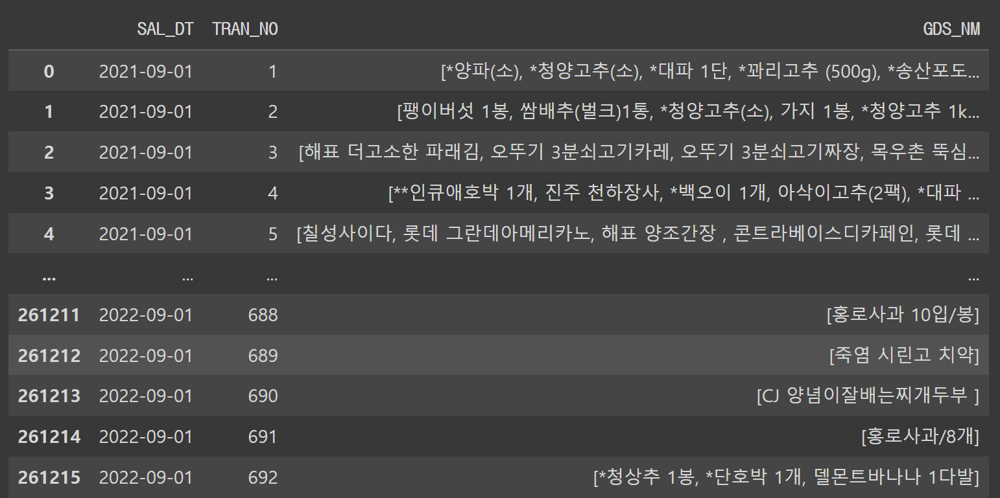 SAL_DT TRAN_NO GDS_NM
0 2021-09-01 1 [*양파(소), *청양고추(소), *대파 1단, *꽈리고추 (500g), *송산포도...
1 2021-09-01 2 [팽이버섯 1봉, 쌈배추(벌크)1통, *청양고추(소), 가지 1봉, *청양고추 1k...
2 2021-09-01 3 [해표 더고소한 파래김, 오뚜기 3분쇠고기카레, 오뚜기 3분쇠고기짜장, 목우촌 뚝심...
3 2021-09-01 4 [**인큐애호박 1개, 진주 천하장사, *백오이 1개, 아삭이고추(2팩), *대파 ...
4 2021-09-01 5 [칠성사이다, 롯데 그란데아메리카노, 해표 양조간장 , 콘트라베이스디카페인, 롯데 ...
... ... ... ...
261211 2022-09-01 688 [홍로사과 10입/봉]
261212 2022-09-01 689 [죽염 시린고 치약]
261213 2022-09-01 690 [CJ 양념이잘배는찌개두부 ]
261214 2022-09-01 691 [홍로사과/8개]
261215 2022-09-01 692 [*청상추 1봉, *단호박 1개, 델몬트바나나 1다발]